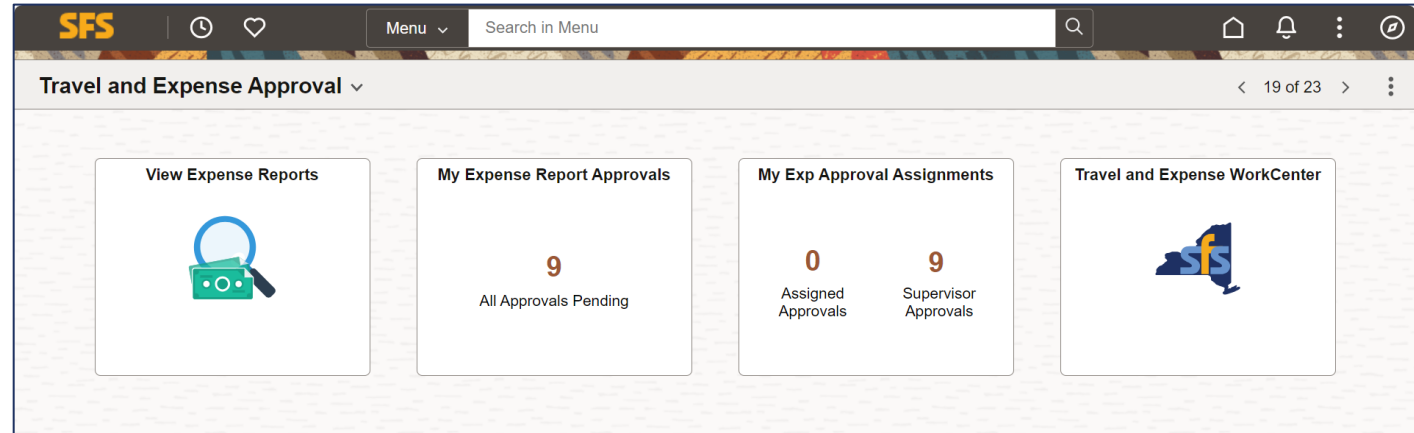 SFS
Menu
Search in Menu
Travel and Expense Approval
19 of 23
View Expense Reports
My Expense Report Approvals
9
All Approvals Pending
My Exp Approval Assignments
0
Assigned
Approvals
9
Supervisor
Approvals
Travel and Expense WorkCenter
sfs